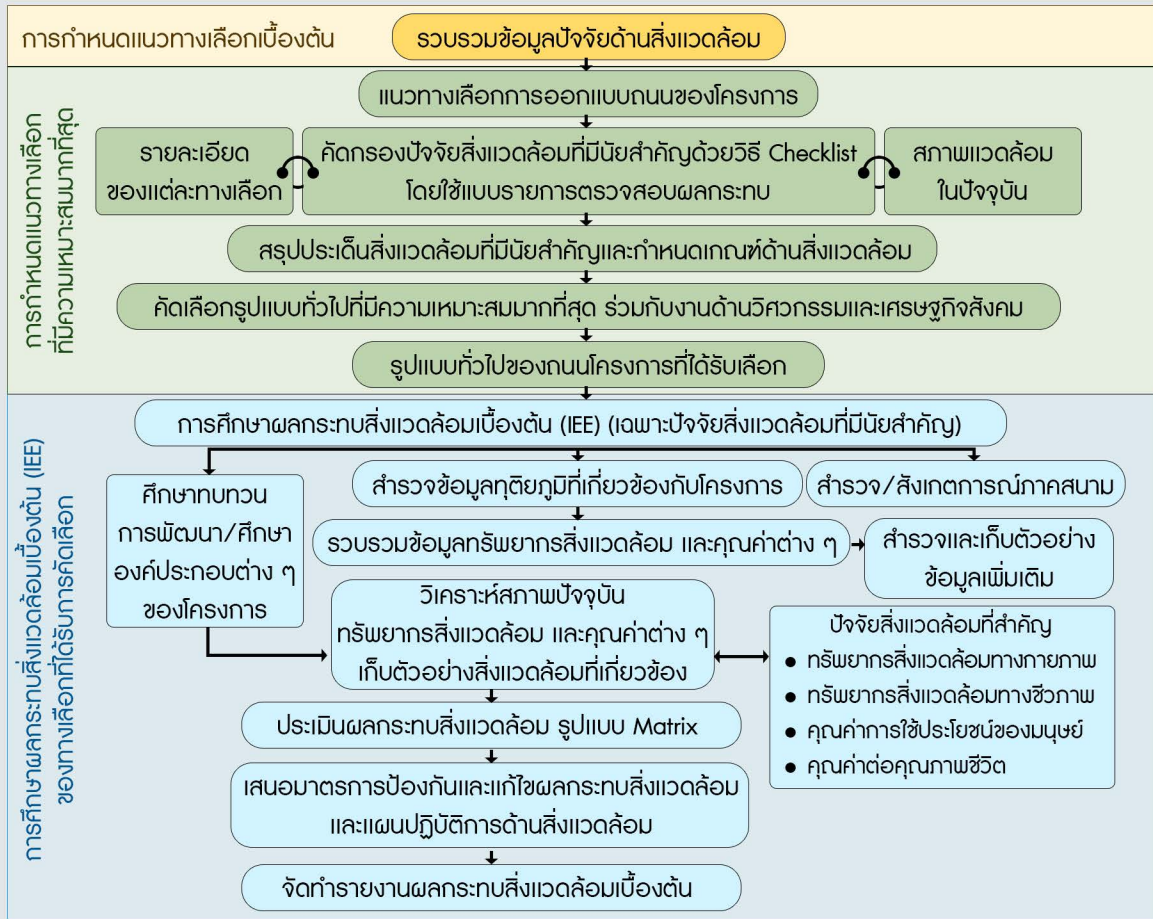 การกำหนดแนวทางเลือกเบื้องต้น
รวบรวมข้อมูลปัจจัยด้านสิ่งแวดล้อม
การกำหนดแนวทางเลือก
ที่มีความเหมาะสมมากที่สุด
แนวทางเลือกการออกแบบถนนของโครงการ
รายละเอียด
ของแต่ละทางเลือก
คัดกรองปัจจัยสิ่งแวดล้อมที่มีนัยสำคัญด้วยวิธี Checklist
โดยใช้แบบรายการตรวจสอบผลกระทบ
สภาพแวดล้อม
ในปัจจุบัน
สรุปประเด็นสิ่งแวดล้อมที่มีนัยสำคัญและกำหนดเกณฑ์ด้านสิ่งแวดล้อม
คัดเลือกรูปแบบทั่วไปที่มีความเหมาะสมมากที่สุด ร่วมกับงานด้านวิศวกรรมและเศรษฐกิจสังคม
รูปแบบทั่วไปของถนนโครงการที่ได้รับเลือก
การศึกษาผลกระทบสิ่งแวดล้อมเบื้องต้น (IEE)
ของทางเลือกที่ได้รับการคัดเลือก
การศึกษาผลกระทบสิ่งแวดล้อมเบื้องต้น (IEE) (เฉพาะปัจจัยสิ่งแวดล้อมที่มีนัยสำคัญ)
ศึกษาทบทวน
การพัฒนา/ศึกษา
องค์ประกอบต่าง ๆ
ของโครงการ
สำรวจข้อมูลทุติยภูมิที่เกี่ยวข้องกับโครงการ
สำรวจ/สังเกตการณ์ภาคสนาม
รวบรวมข้อมูลทรัพยากรสิ่งแวดล้อม และคุณค่าต่าง ๆ
สำรวจและเก็บตัวอย่าง
ข้อมูลเพิ่มเติม
วิเคราะห์สภาพปัจจุบัน
ทรัพยากรสิ่งแวดล้อม และคุณค่าต่าง ๆ
เก็บตัวอย่างสิ่งแวดล้อมที่เกี่ยวข้อง
ปัจจัยสิ่งแวดล้อมที่สำคัญ
● ทรัพยากรสิ่งแวดล้อมทางกายภาพ
● ทรัพยากรสิ่งแวดล้อมทางชีวภาพ
● คุณค่าการใช้ประโยชน์ของมนุษย์
● คุณค่าต่อคุณภาพชีวิต
ประเมินผลกระทบสิ่งแวดล้อม รูปแบบ Matrix
เสนอมาตรการป้องกันและแก้ไขผลกระทบสิ่งแวดล้อม
และแผนปฏิบัติการด้านสิ่งแวดล้อม
จัดทำรายงานผลกระทบสิ่งแวดล้อมเบื้องต้น